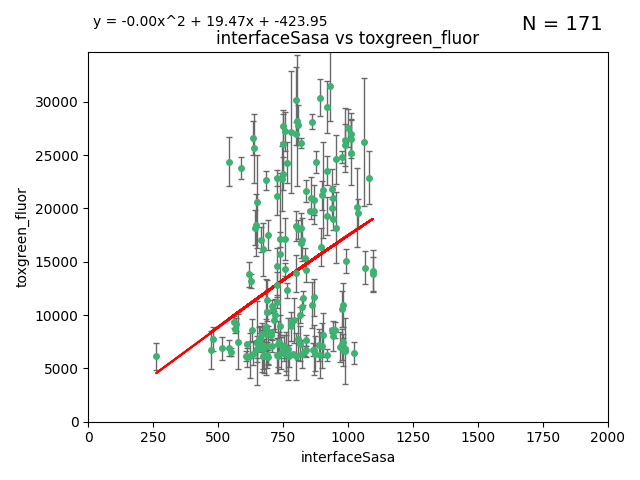 y = -0.00x^2 + 19.47x + -423.95
N = 171
interfaceSasa vs toxgreen_fluor
toxgreen_fluor
30000
25000
20000
15000
10000
5000
0
0 250 500 750 1000 1250 1500 1750 2000
interfaceSasa